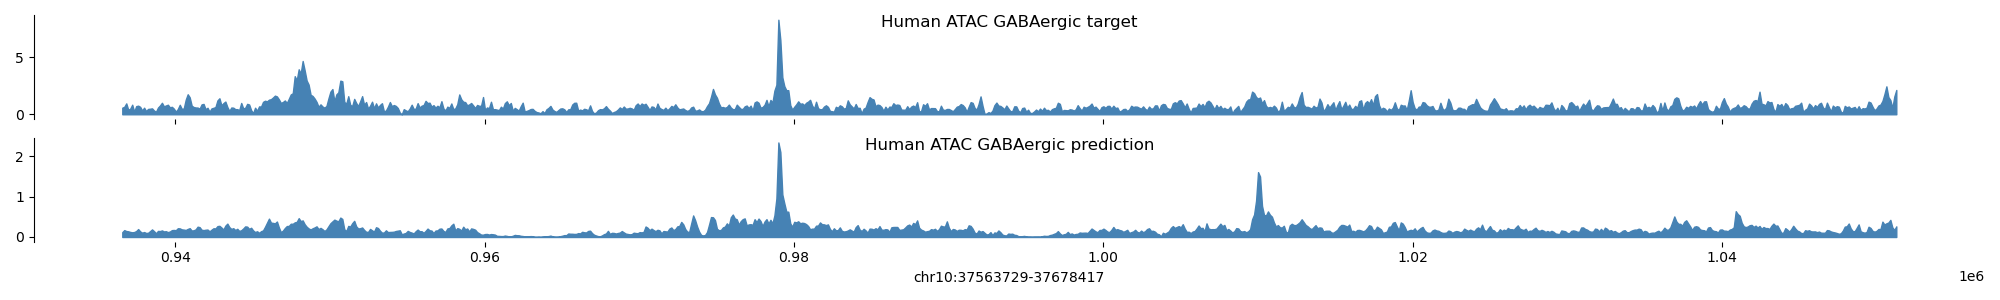 Human ATAC GABAergic target
5
0
Human ATAC GABAergic prediction
2
1
0
0.94 0.96 0.98 1.00 1.02 1.04
chr10:37563729-37678417
1e6